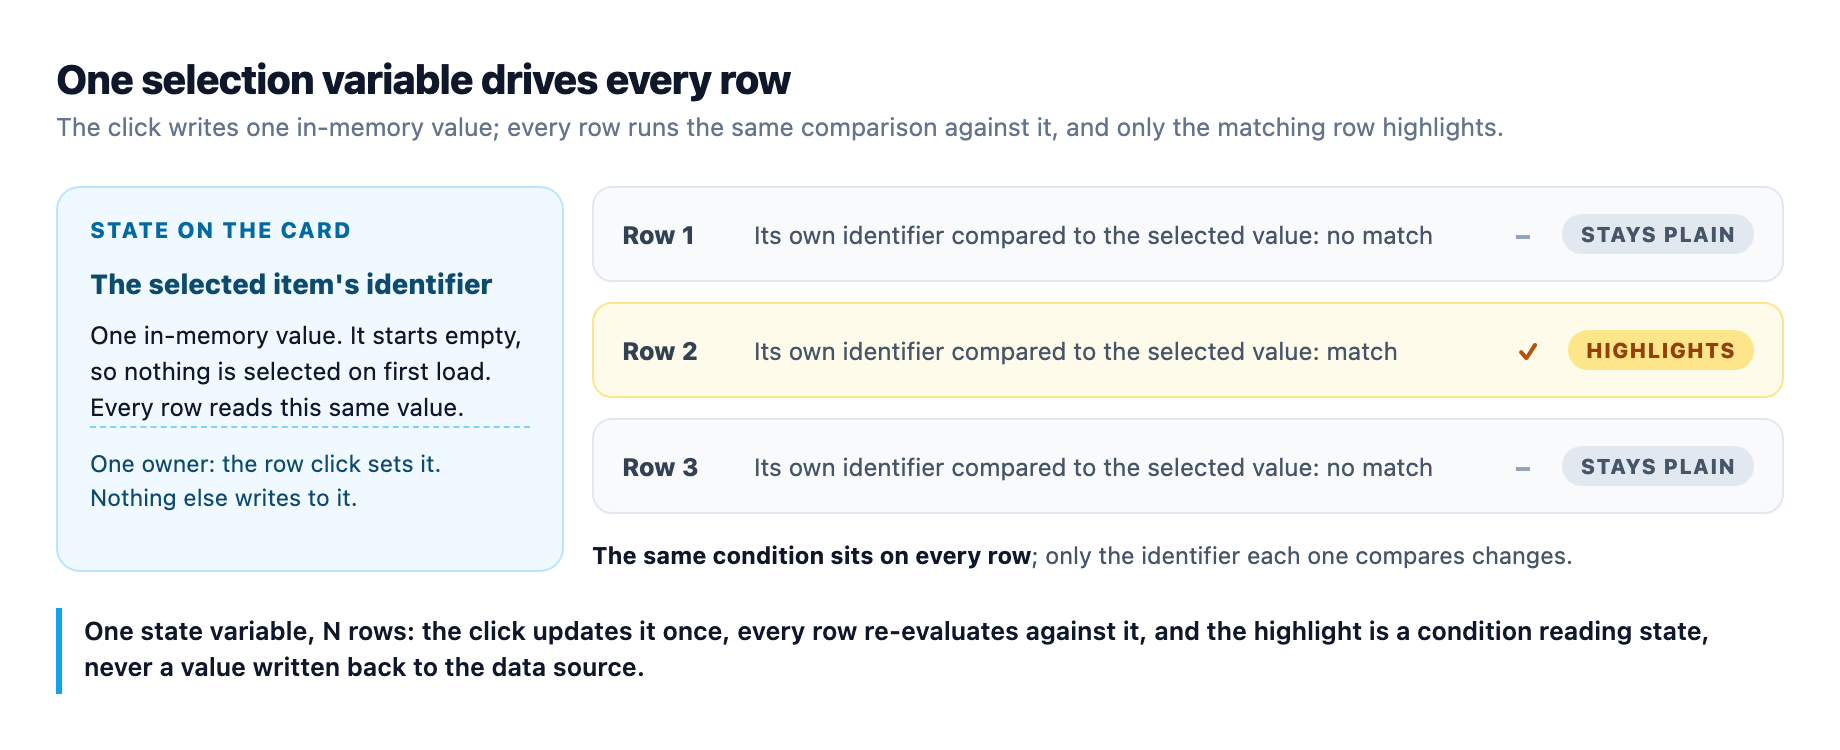 One selection variable drives every row
The click writes one in-memory value; every row runs the same comparison against it, and only the matching row highlights.
STATE ON THE CARD
The selected item's identifier
One in-memory value. It starts empty,
so nothing is selected on first load.
Every row reads this same value.
One owner: the row click sets it.
Nothing else writes to it.
Row 1 Its own identifier compared to the selected value: no match – STAYS PLAIN
Row 2 Its own identifier compared to the selected value: match ✓ HIGHLIGHTS
Row 3 Its own identifier compared to the selected value: no match – STAYS PLAIN
The same condition sits on every row; only the identifier each one compares changes.
One state variable, N rows: the click updates it once, every row re-evaluates against it, and the highlight is a condition reading state,
never a value written back to the data source.